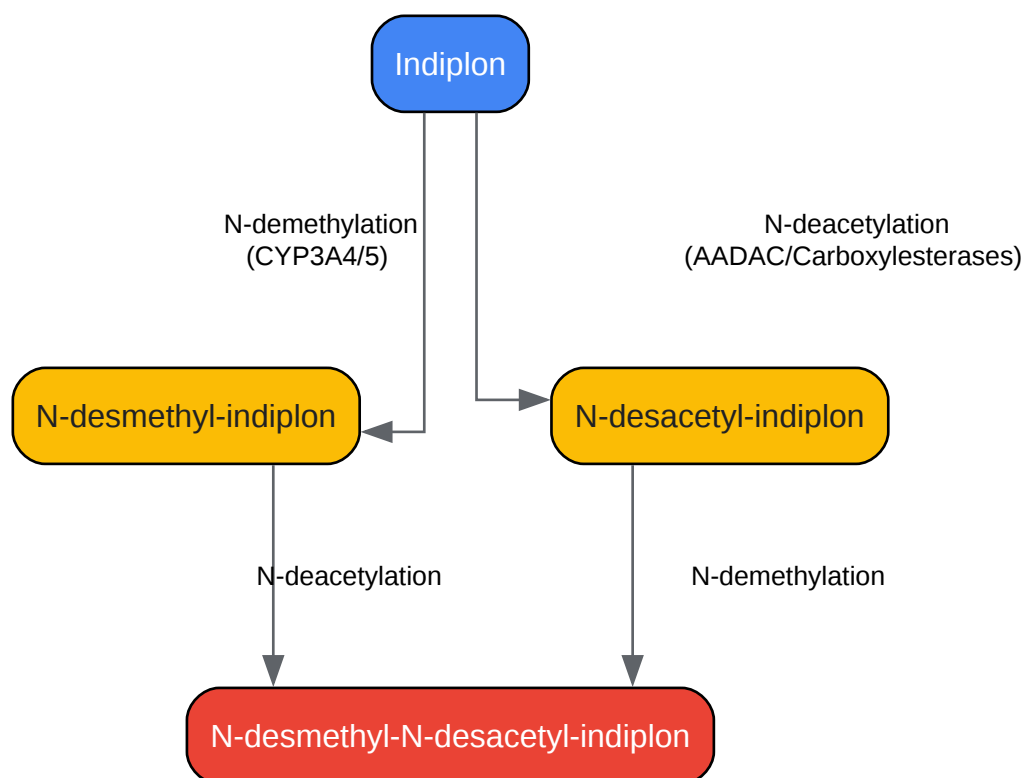 Indiplon
N-demethylation
(CYP3A4/5)
N-deacetylation
(AADAC/Carboxylesterases)
N-desmethyl-indiplon
N-desacetyl-indiplon
N-deacetylation
N-demethylation
N-desmethyl-N-desacetyl-indiplon